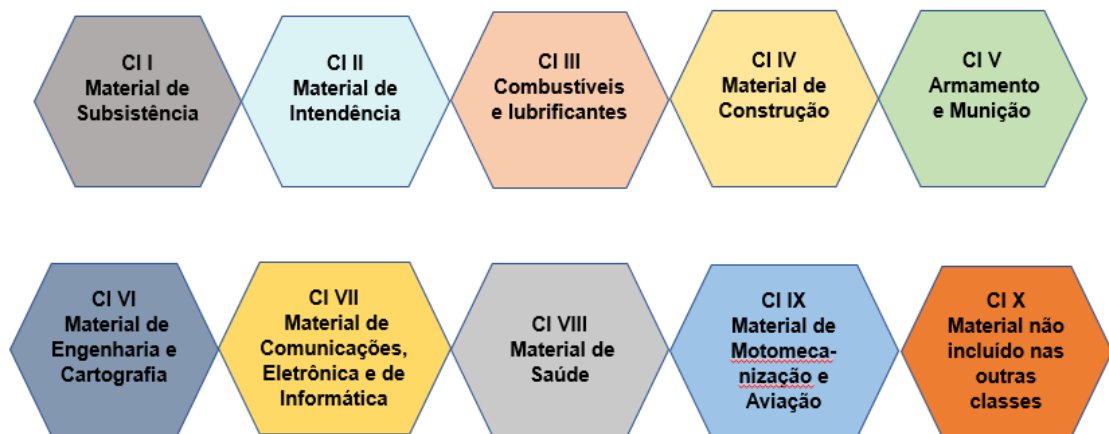 Cl I
Material de
Subsistência
Cl II
Material de
Intendência
Cl III
Combustíveis
e lubrificantes
Cl IV
Material de
Construção
Cl V
Armamento
e Munição
Cl VI
Material de
Engenharia e
Cartografia
Cl VII
Material de
Comunicações,
Eletrônica e de
Informática
Cl VIII
Material de
Saúde
Cl IX
Material de
Motomeca-
nização e
Aviação
Cl X
Material não
incluído nas
outras
classes